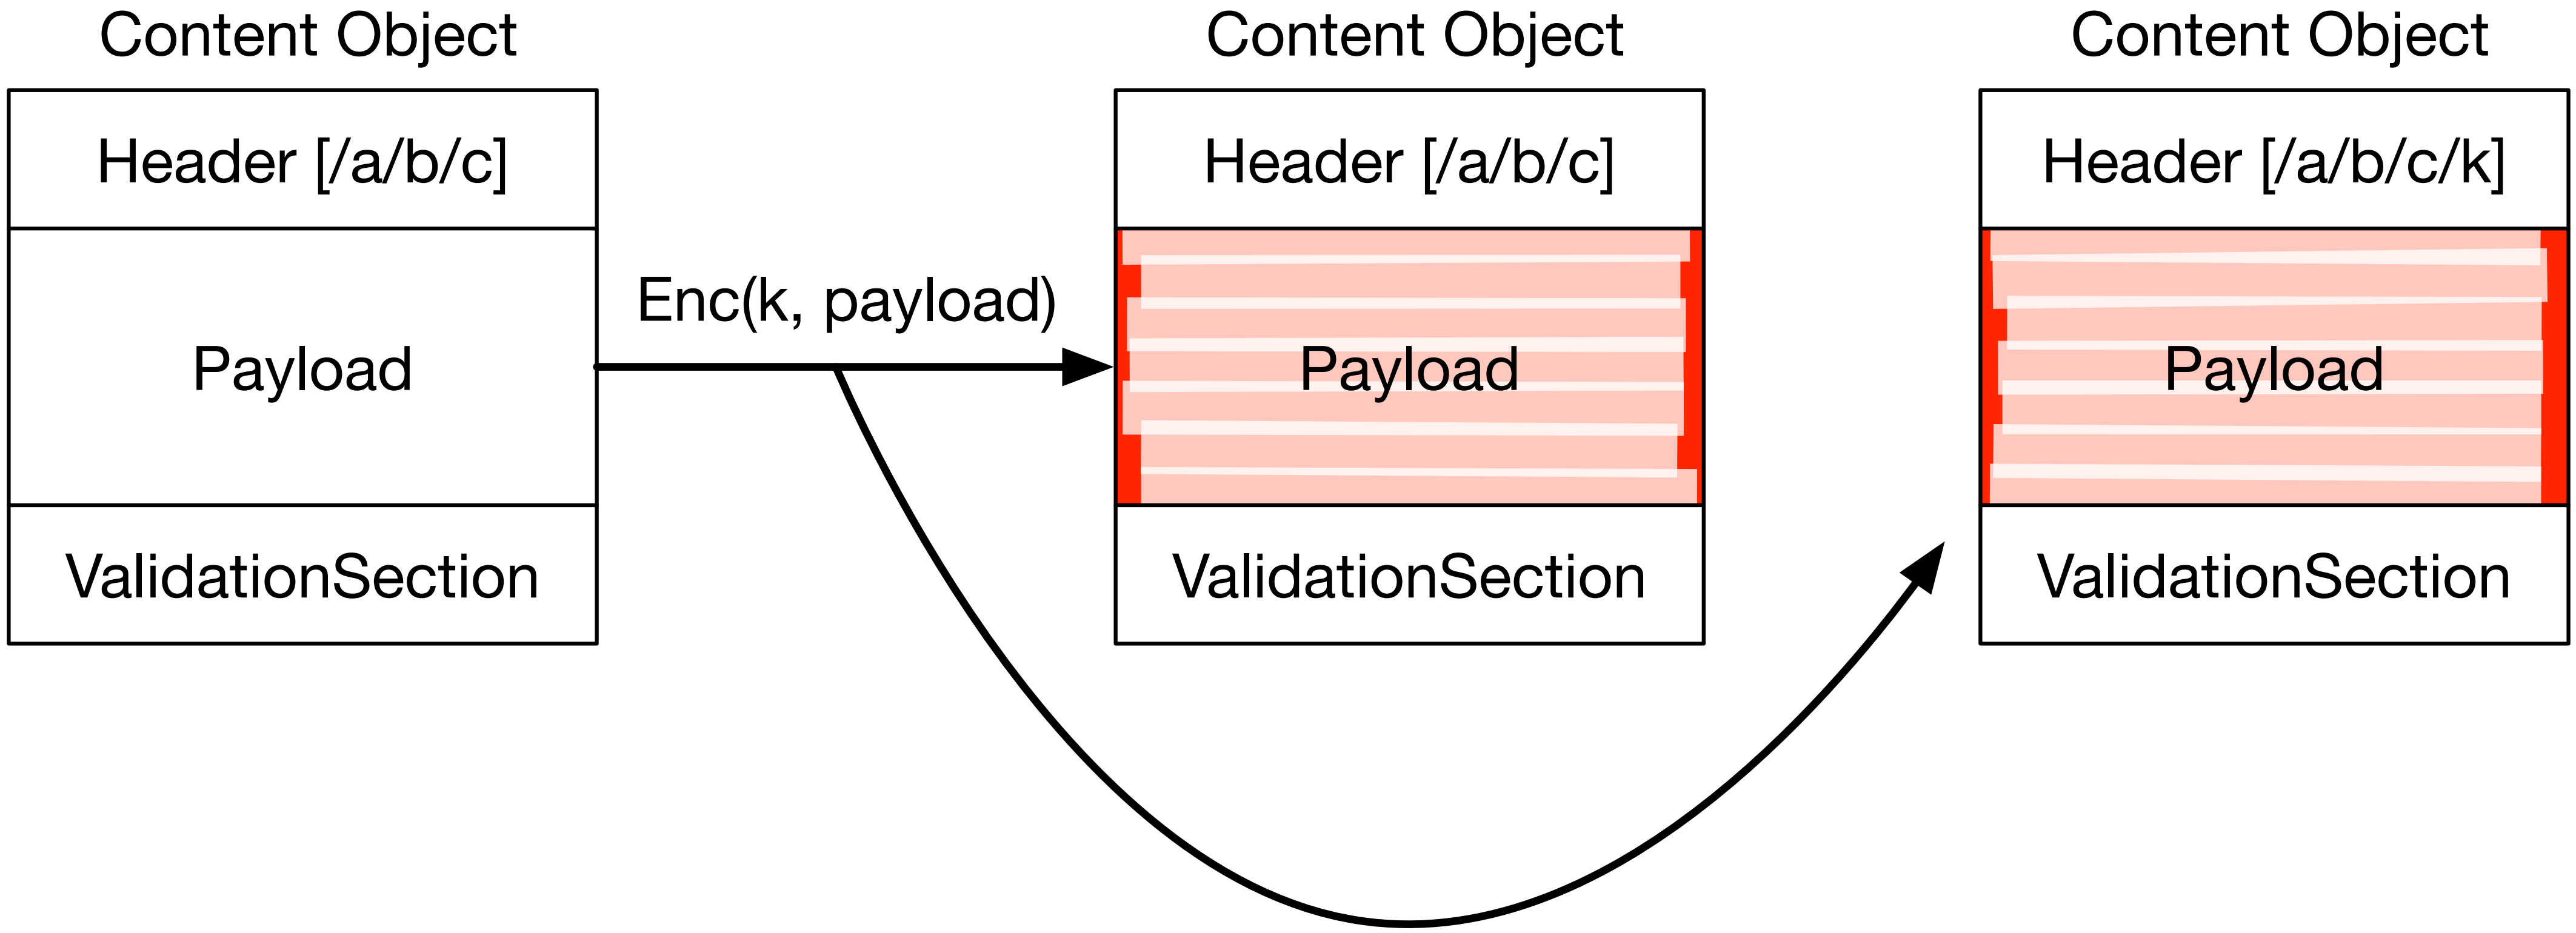 Content Object
Header [/a/b/c]
Payload
ValidationSection
Enc(k, payload)
Content Object
Header [/a/b/c]
Payload
ValidationSection
Content Object
Header [/a/b/c/k]
Payload
ValidationSection